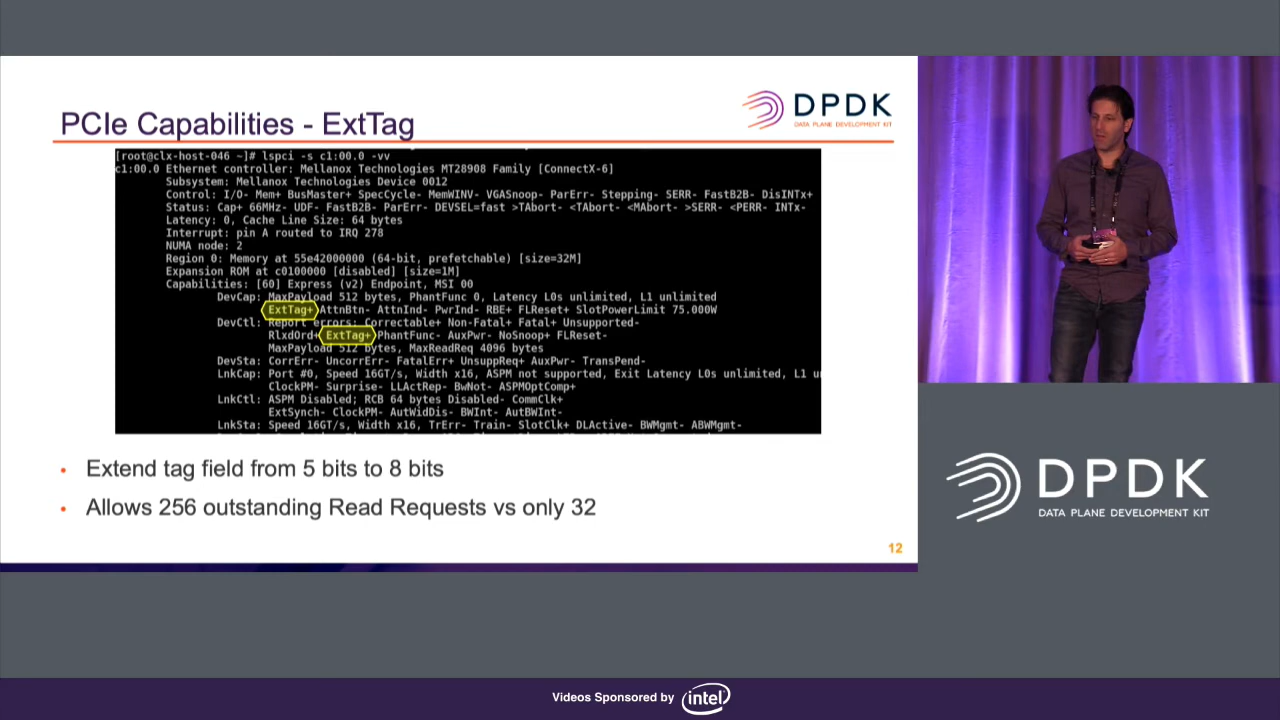 PCIe Capabilities - ExtTag
DPDK
DATA PLANE DEVELOPMENT KIT
[root@clx-host-046 ~]# lspci -s c1:00.0 -vv
c1:00.0 Ethernet controller: Mellanox Technologies MT28908 Family [ConnectX-6]
Subsystem: Mellanox Technologies Device 0012
Control: I/O- Mem+ BusMaster+ SpecCycle- MemWINV- VGASnoop- ParErr- Stepping- SERR- FastB2B- DisINTx+
Status: Cap+ 66MHz- UDF- FastB2B- ParErr- DEVSEL=fast >TAbort- <TAbort- <MAbort- >SERR- <PERR- INTx-
Latency: 0, Cache Line Size: 64 bytes
Interrupt: pin A routed to IRQ 278
NUMA node: 2
Region 0: Memory at 55e42000000 (64-bit, prefetchable) [size=32M]
Expansion ROM at c0100000 [disabled] [size=1M]
Capabilities: [60] Express (v2) Endpoint, MSI 00
DevCap: MaxPayload 512 bytes, PhantFunc 0, Latency L0s unlimited, L1 unlimited
ExtTag+ AttnBtn- AttnInd- PwrInd- RBE+ FLReset+ SlotPowerLimit 75.000W
DevCtl: Report errors: Correctable+ Non-Fatal+ Fatal+ Unsupported-
RlxdOrd+ ExtTag+ PhantFunc- AuxPwr- NoSnoop+ FLReset-
MaxPayload 512 bytes, MaxReadReq 4096 bytes
DevSta: CorrErr- UncorrErr- FatalErr+ UnsuppReq+ AuxPwr- TransPend-
LnkCap: Port #0, Speed 16GT/s, Width x16, ASPM not supported, Exit Latency L0s unlimited, L1 u
ClockPM- Surprise- LLActRep- BwNot- ASPMOptComp+
LnkCtl: ASPM Disabled; RCB 64 bytes Disabled- CommClk+
ExtSynch- ClockPM- AutWidDis- BWInt- AutBWInt-
LnkSta: Speed 16GT/s, Width x16, TrErr- Train- SlotClk+ DLActive- BWMgmt- ABWMgmt-
• Extend tag field from 5 bits to 8 bits
• Allows 256 outstanding Read Requests vs only 32
12
DPDK
DATA PLANE DEVELOPMENT KIT
Videos Sponsored by intel